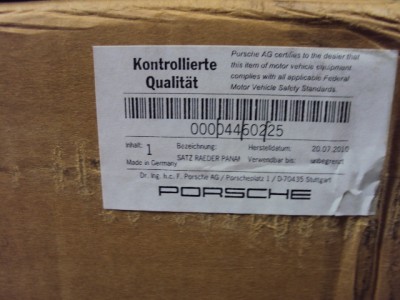 Kontrollierte
Qualität
Porsche AG certifies to the dealer that
this item of motor vehicle equipment
complies with all applicable Federal
Motor Vehicle Safety Standards.
00004460225
Inhalt: 1 Bezeichnung: Herstelldatum: 20.07.2010
Made in Germany SATZ RAEDER PANAM Verwendbar bis: unbegrenzt
Dr. Ing. h.c. F. Porsche AG / Porscheplatz 1 / D-70435 Stuttgart
PORSCHE